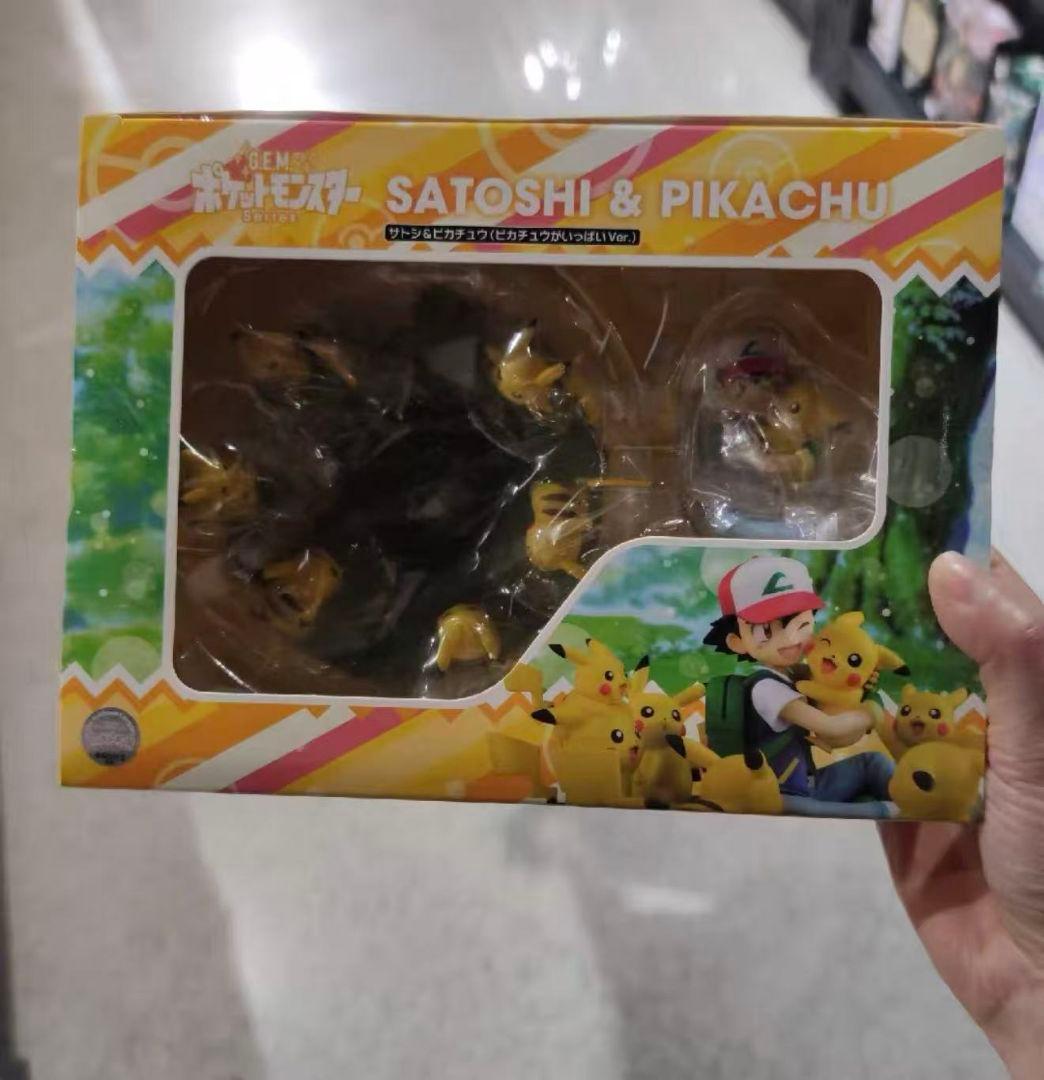 G.E.M.
ポケットモンスター
Series
SATOSHI & PIKACHU
サトシ&ピカチュウ(ピカチュウがいっぱいVer.)